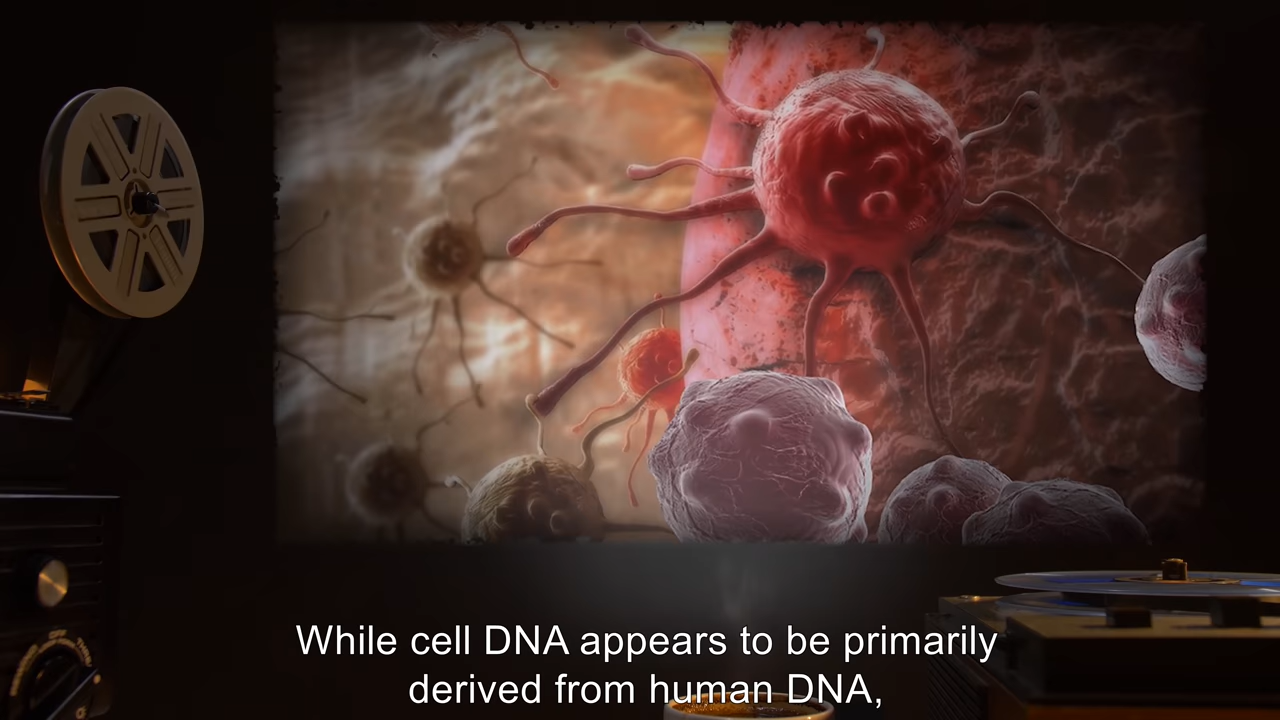 While cell DNA appears to be primarily
derived from human DNA,